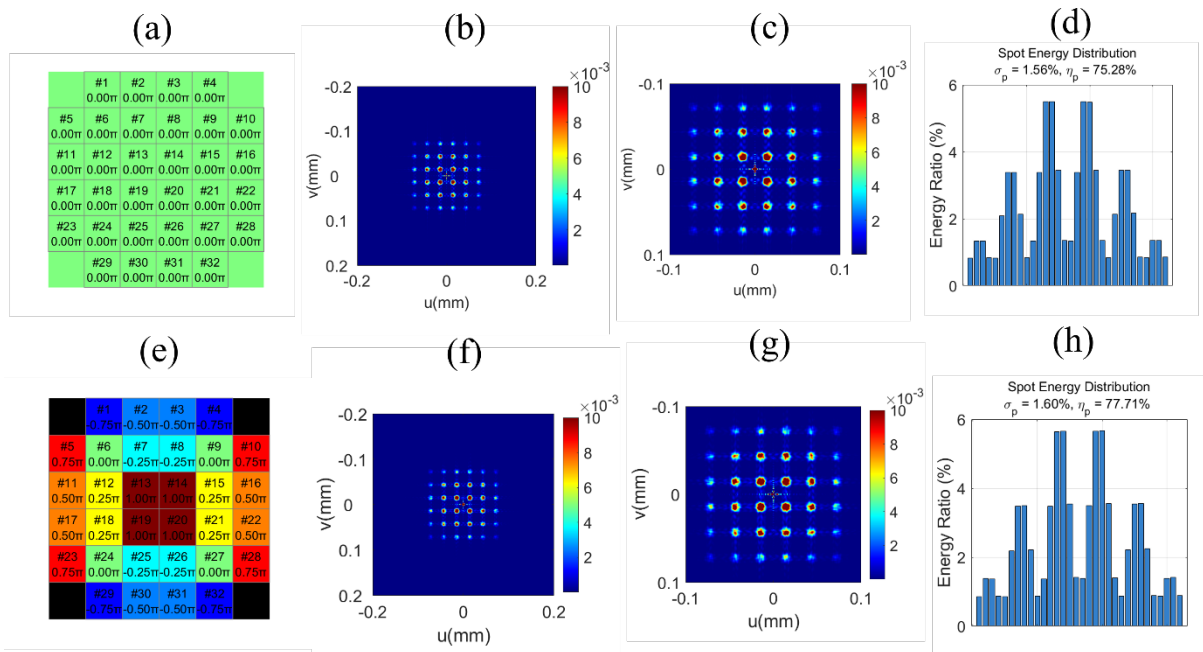 (a)
#1 #2 #3 #4
0.00π 0.00π 0.00π 0.00π
#5 #6 #7 #8 #9 #10
0.00π 0.00π 0.00π 0.00π 0.00π 0.00π
#11 #12 #13 #14 #15 #16
0.00π 0.00π 0.00π 0.00π 0.00π 0.00π
#17 #18 #19 #20 #21 #22
0.00π 0.00π 0.00π 0.00π 0.00π 0.00π
#23 #24 #25 #26 #27 #28
0.00π 0.00π 0.00π 0.00π 0.00π 0.00π
#29 #30 #31 #32
0.00π 0.00π 0.00π 0.00π
(b)
×10⁻³
-0.2
-0.1
0
0.1
0.2
v(mm)
-0.2 0 0.2
u(mm)
10
8
6
4
2
(c)
×10⁻³
-0.1
0
0.1
v(mm)
-0.1 0 0.1
u(mm)
10
8
6
4
2
(d)
Spot Energy Distribution
σp = 1.56%, ηp = 75.28%
6
4
2
0
Energy Ratio (%)
(e)
#1 #2 #3 #4
-0.75π -0.50π -0.50π -0.75π
#5 #6 #7 #8 #9 #10
0.75π 0.00π -0.25π -0.25π 0.00π 0.75π
#11 #12 #13 #14 #15 #16
0.50π 0.25π 1.00π 1.00π 0.25π 0.50π
#17 #18 #19 #20 #21 #22
0.50π 0.25π 1.00π 1.00π 0.25π 0.50π
#23 #24 #25 #26 #27 #28
0.75π 0.00π -0.25π -0.25π 0.00π 0.75π
#29 #30 #31 #32
-0.75π -0.50π -0.50π -0.75π
(f)
×10⁻³
-0.2
-0.1
0
0.1
0.2
v(mm)
-0.2 0 0.2
u(mm)
10
8
6
4
2
(g)
×10⁻³
-0.1
0
0.1
v(mm)
-0.1 0 0.1
u(mm)
10
8
6
4
2
(h)
Spot Energy Distribution
σp = 1.60%, ηp = 77.71%
6
4
2
0
Energy Ratio (%)